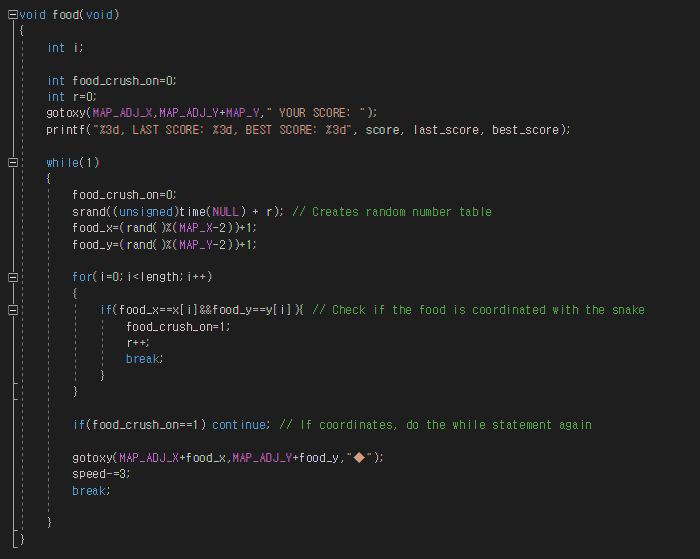 void food(void)
{
    int i;

    int food_crush_on=0;
    int r=0;
    gotoxy(MAP_ADJ_X,MAP_ADJ_Y+MAP_Y," YOUR SCORE: ");
    printf("%3d, LAST SCORE: %3d, BEST SCORE: %3d", score, last_score, best_score);

    while(1)
    {
        food_crush_on=0;
        srand((unsigned)time(NULL) + r); // Creates random number table
        food_x=(rand()%(MAP_X-2))+1;
        food_y=(rand()%(MAP_Y-2))+1;

        for(i=0;i<length;i++)
        {
            if(food_x==x[i]&&food_y==y[i]){ // Check if the food is coordinated with the snake
                food_crush_on=1;
                r++;
                break;
            }
        }

        if(food_crush_on==1) continue; // If coordinates, do the while statement again

        gotoxy(MAP_ADJ_X+food_x,MAP_ADJ_Y+food_y,"◆");
        speed-=3;
        break;

    }
}